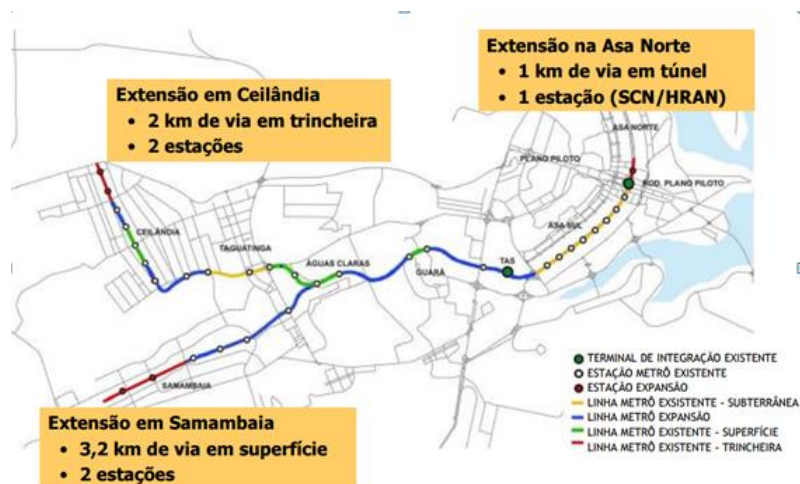 Extensão na Asa Norte
• 1 km de via em túnel
• 1 estação (SCN/HRAN)
Extensão em Ceilândia
• 2 km de via em trincheira
• 2 estações
ASA-NORTE
PLANO PILOTO
ROD. PLANO PILOTO
CEILÂNDIA
ASA-SUL
TAGUATINGA
ÁGUAS CLARAS
TAS
GUARÁ
SAMAMBAIA
TERMINAL DE INTEGRAÇÃO EXISTENTE
ESTAÇÃO METRÔ EXISTENTE
ESTAÇÃO EXPANSÃO
LINHA METRÔ EXSISTENTE - SUBTERRÂNEA
LINHA METRÔ EXPANSÃO
LINHA METRÔ EXISTENTE - SUPERFÍCIE
LINHA METRÔ EXISTENTE - TRINCHEIRA
Extensão em Samambaia
• 3,2 km de via em superfície
• 2 estações